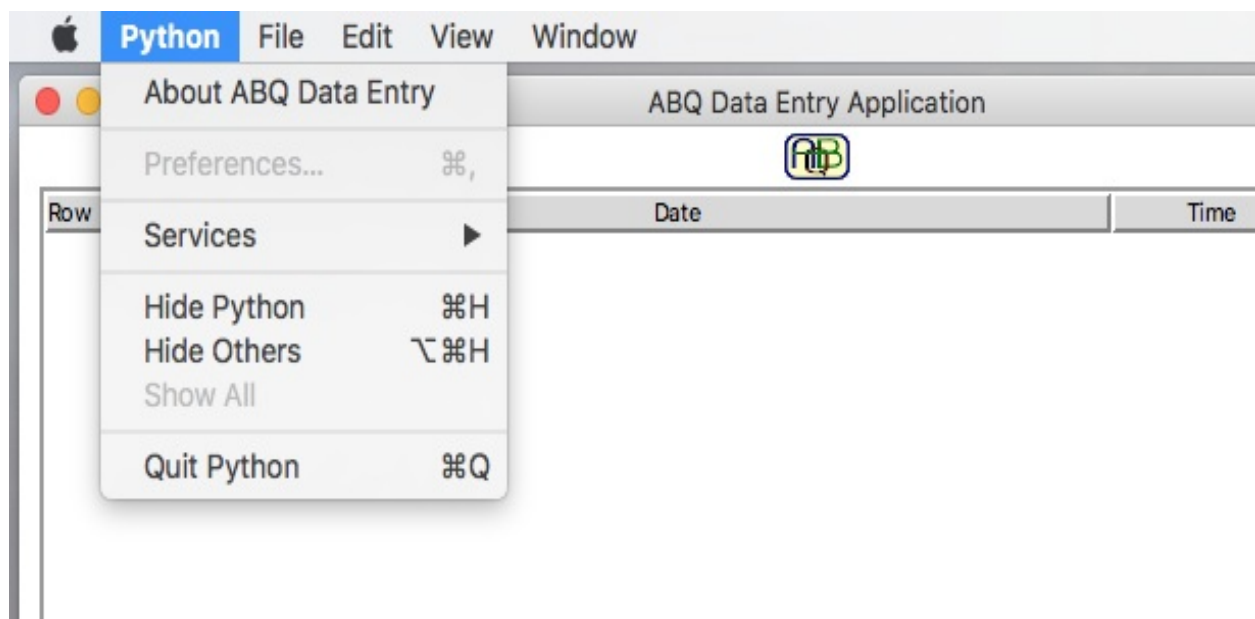 Python File Edit View Window
About ABQ Data Entry
ABQ Data Entry Application
Preferences... ⌘,
Row Date Time
Services ▶
Hide Python ⌘H
Hide Others ⌥⌘H
Show All
Quit Python ⌘Q